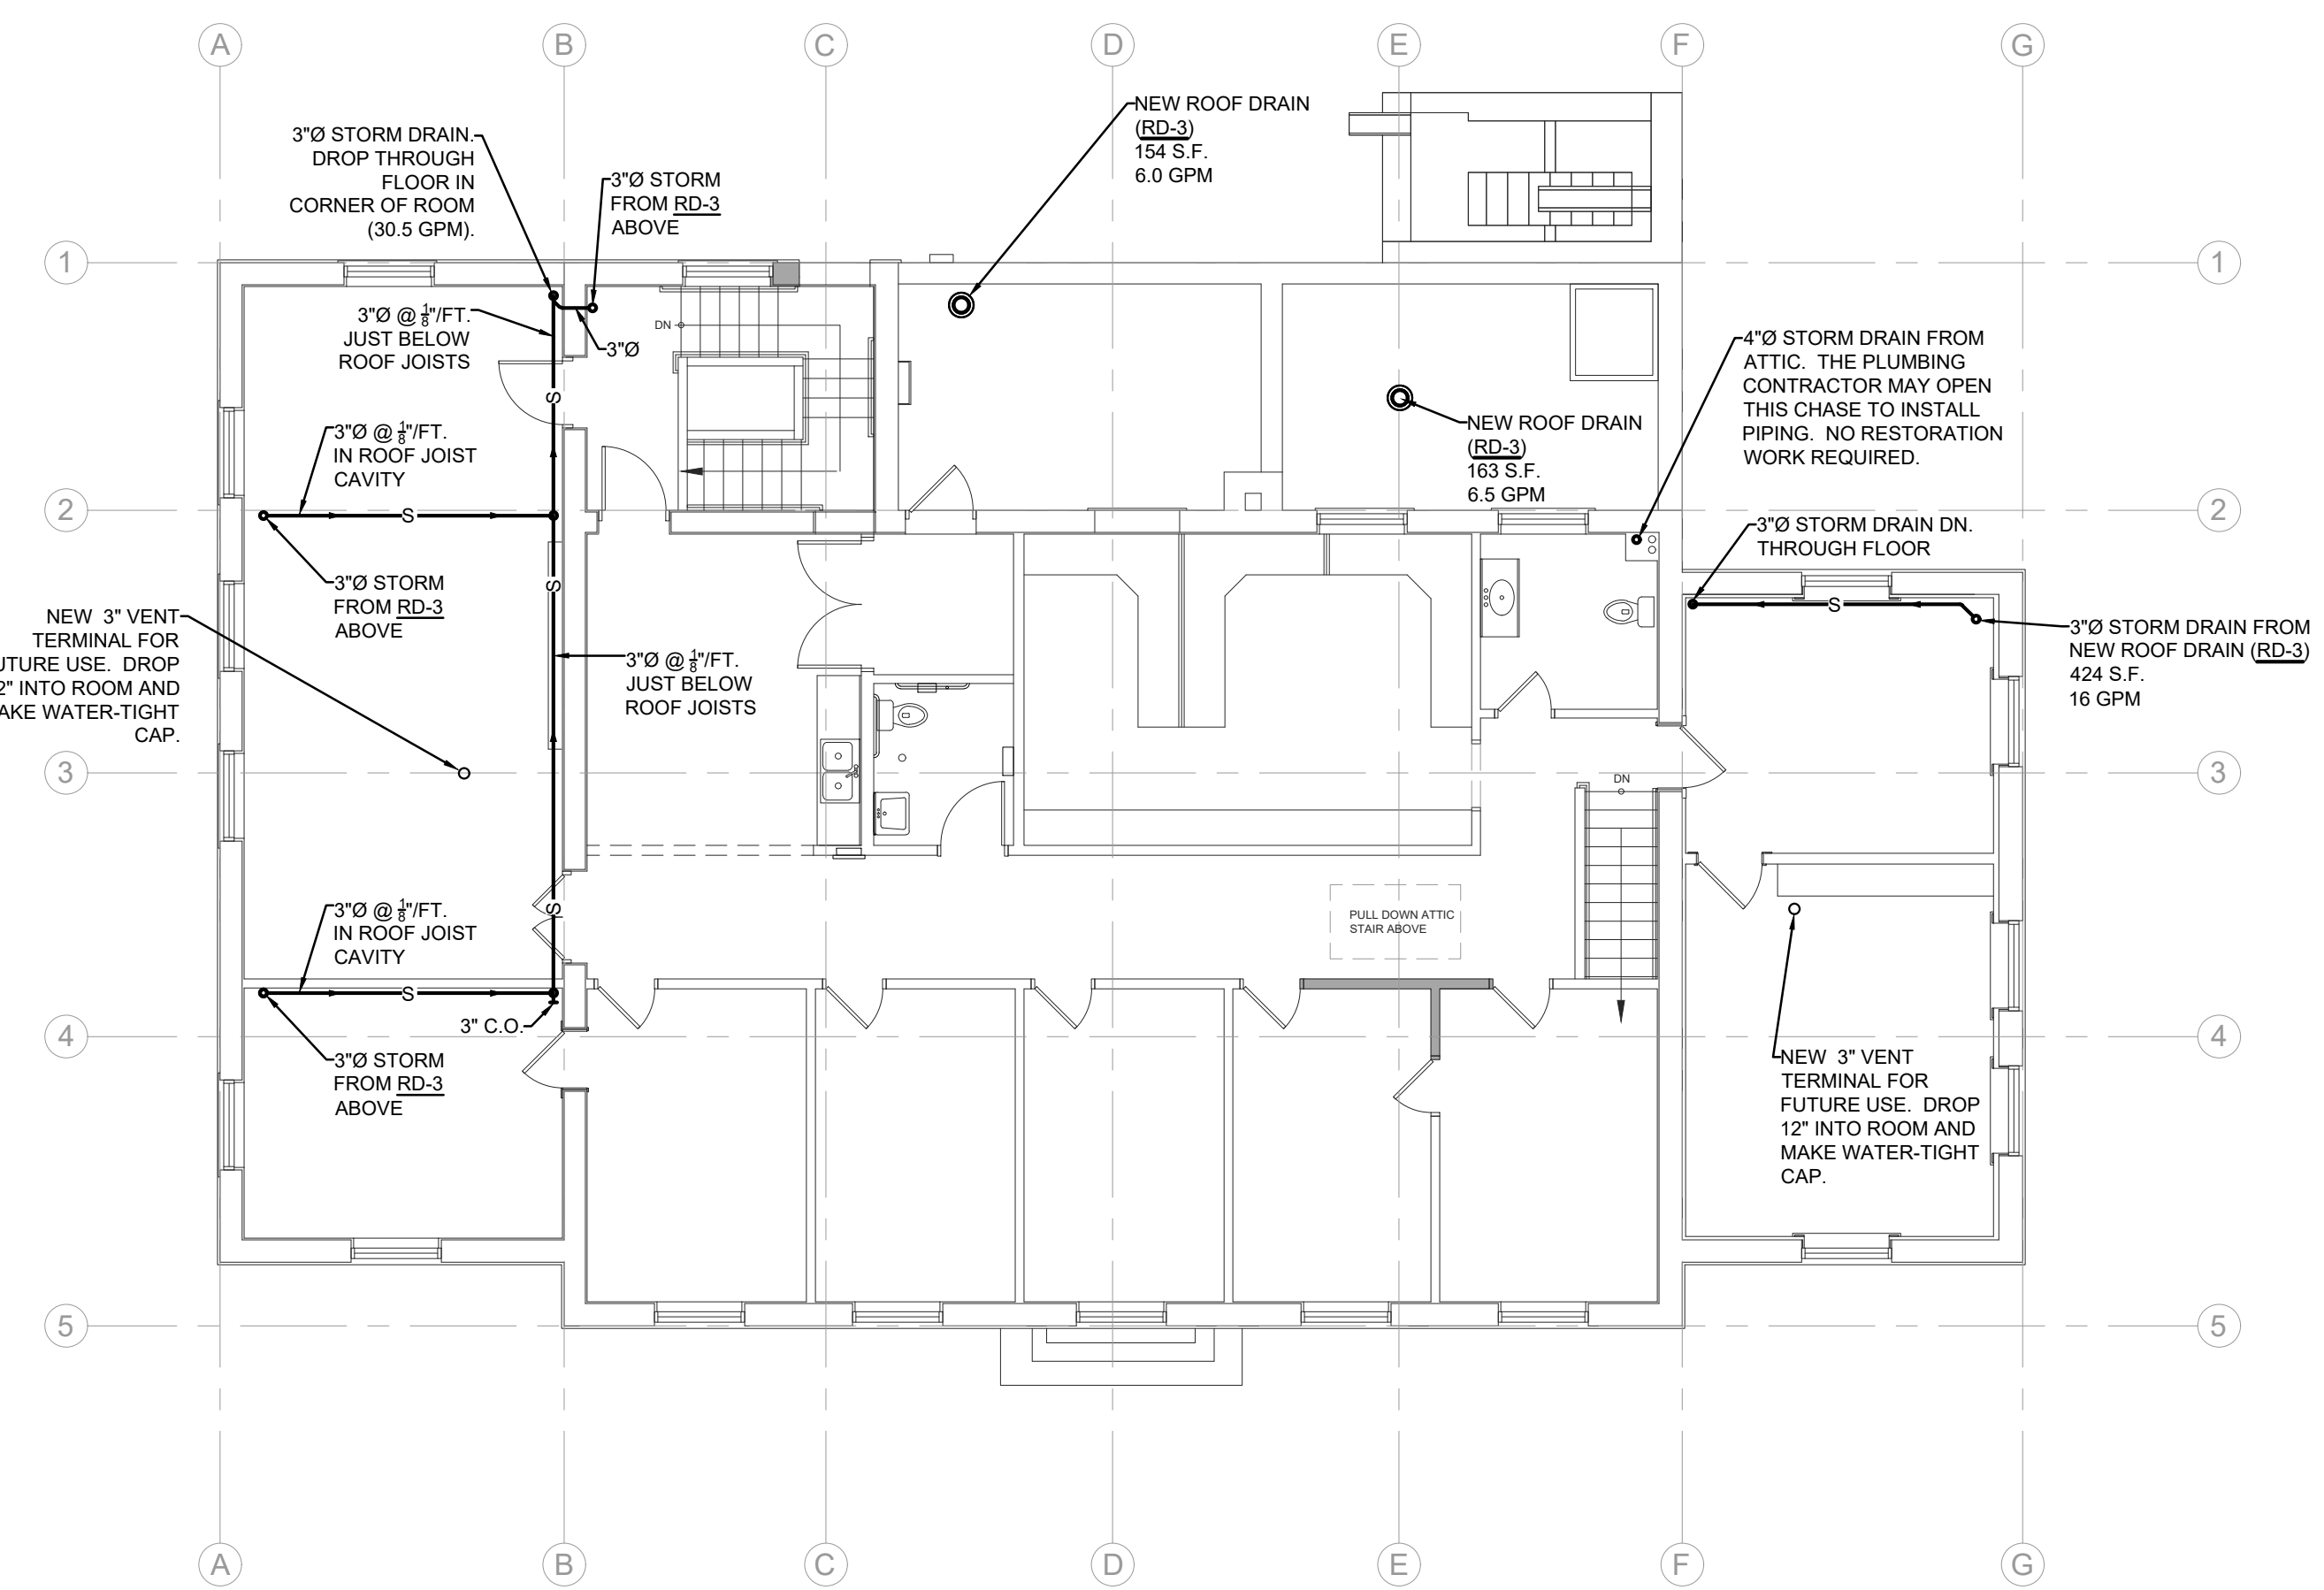 A
B
C
D
E
F
G
3"Ø STORM DRAIN.
DROP THROUGH
FLOOR IN
CORNER OF ROOM
(30.5 GPM).
3"Ø STORM
FROM RD-3
ABOVE
NEW ROOF DRAIN
(RD-3)
154 S.F.
6.0 GPM
1
1
3"Ø @ 1/8"/FT.
JUST BELOW
ROOF JOISTS
3"Ø
DN
S
4"Ø STORM DRAIN FROM
ATTIC. THE PLUMBING
CONTRACTOR MAY OPEN
THIS CHASE TO INSTALL
PIPING. NO RESTORATION
WORK REQUIRED.
3"Ø @ 1/8"/FT.
IN ROOF JOIST
CAVITY
NEW ROOF DRAIN
(RD-3)
163 S.F.
6.5 GPM
2
S
2
3"Ø STORM DRAIN DN.
THROUGH FLOOR
3"Ø STORM
FROM RD-3
ABOVE
S
S
NEW 3" VENT
TERMINAL FOR
UTURE USE. DROP
2" INTO ROOM AND
AKE WATER-TIGHT
CAP.
3"Ø @ 1/8"/FT.
JUST BELOW
ROOF JOISTS
3"Ø STORM DRAIN FROM
NEW ROOF DRAIN (RD-3)
424 S.F.
16 GPM
3
DN
3
3"Ø @ 1/8"/FT.
IN ROOF JOIST
CAVITY
S
PULL DOWN ATTIC
STAIR ABOVE
S
3" C.O.
4
4
3"Ø STORM
FROM RD-3
ABOVE
NEW 3" VENT
TERMINAL FOR
FUTURE USE. DROP
12" INTO ROOM AND
MAKE WATER-TIGHT
CAP.
5
5
A
B
C
D
E
F
G